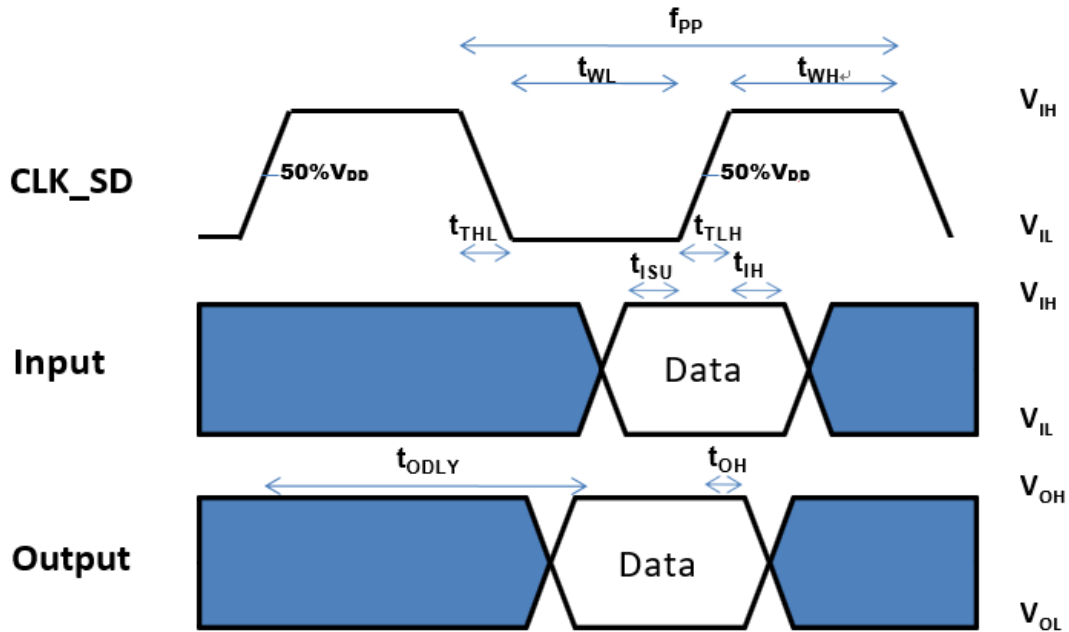 fPP
tWL
tWH↵
VIH
50%VDD
50%VDD
CLK_SD
tTHL
tTLH
VIL
tISU
tIH
VIH
Input
Data
VIL
tODLY
tOH
VOH
Output
Data
VOL